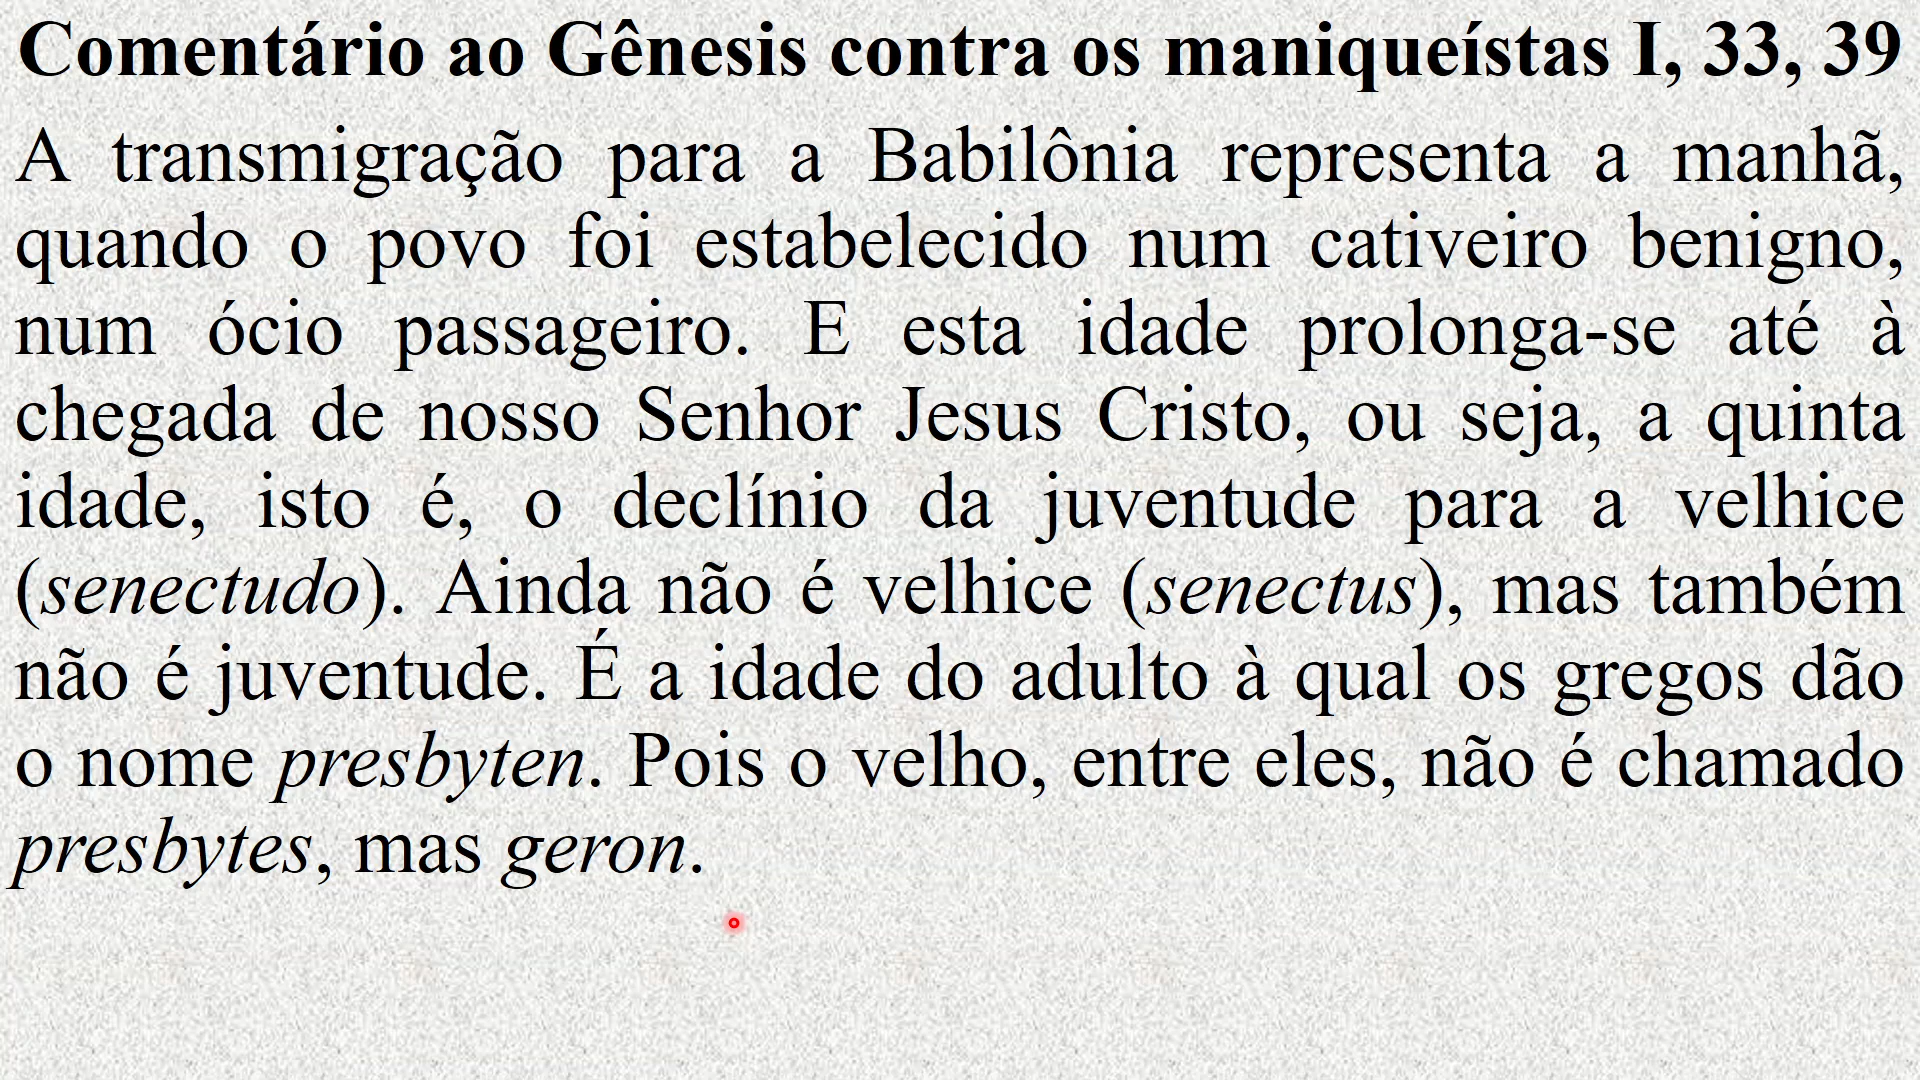 Comentário ao Gênesis contra os maniqueístas I, 33, 39
A transmigração para a Babilônia representa a manhã,
quando o povo foi estabelecido num cativeiro benigno,
num ócio passageiro. E esta idade prolonga-se até à
chegada de nosso Senhor Jesus Cristo, ou seja, a quinta
idade, isto é, o declínio da juventude para a velhice
(senectudo). Ainda não é velhice (senectus), mas também
não é juventude. É a idade do adulto à qual os gregos dão
o nome presbyten. Pois o velho, entre eles, não é chamado
presbytes, mas geron.